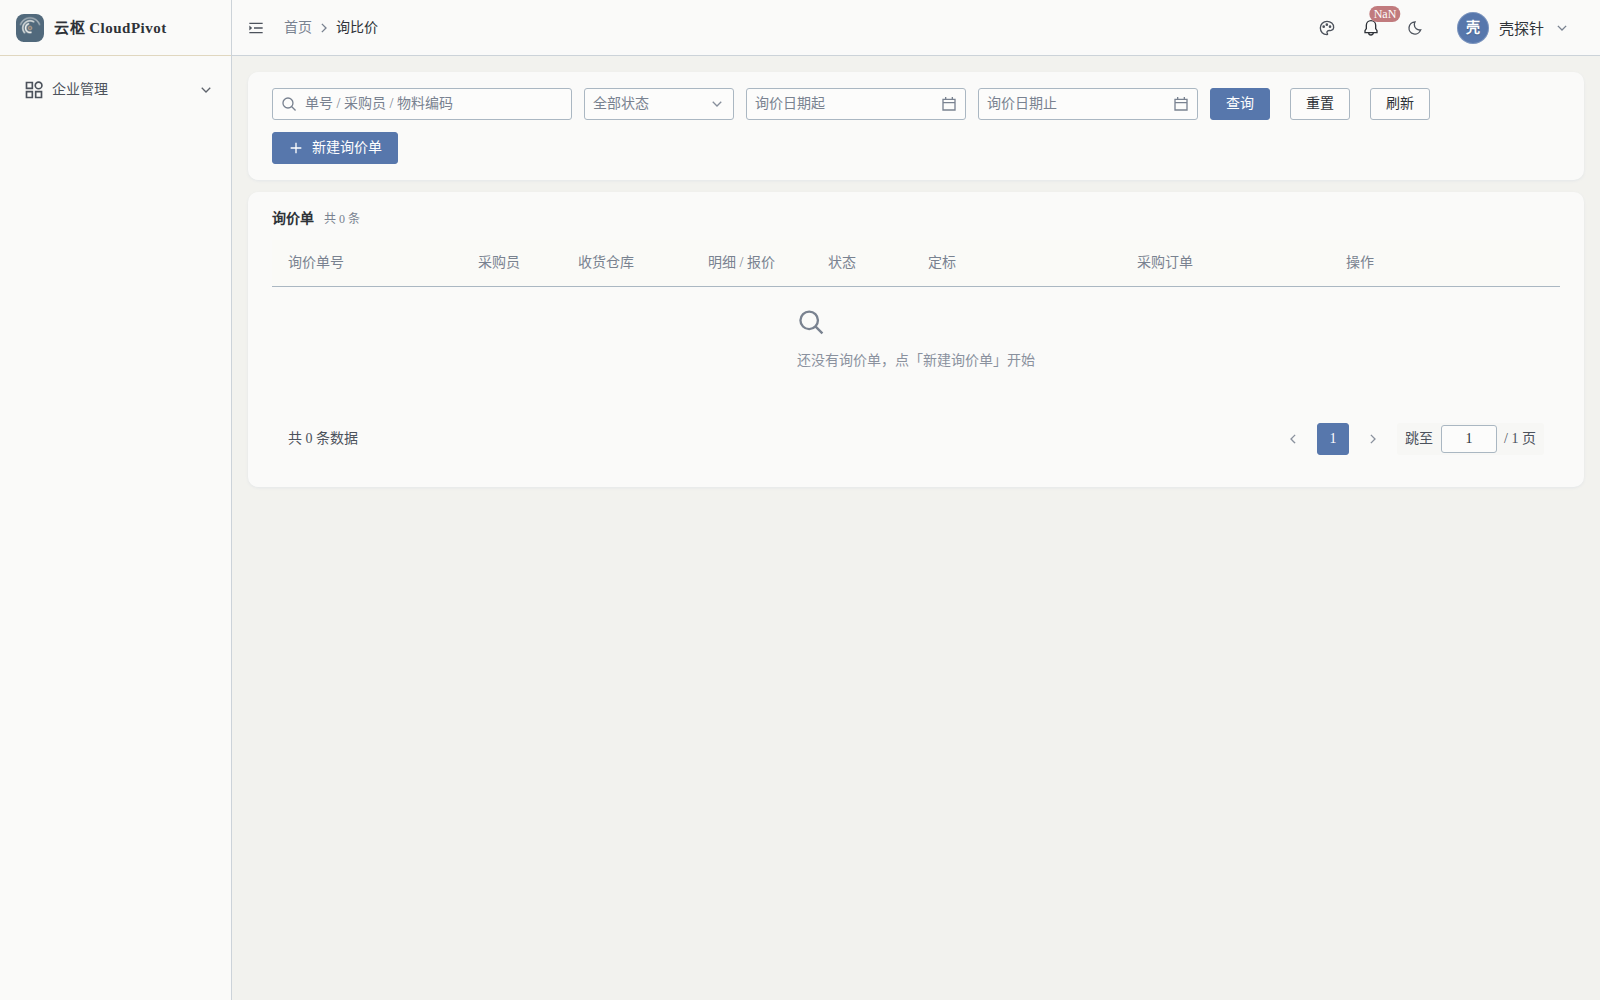 云枢 CloudPivot
首页 > 询比价
NaN
壳 壳探针
企业管理
单号 / 采购员 / 物料编码 全部状态 询价日期起 询价日期止 查询 重置 刷新
新建询价单
询价单 共 0 条
询价单号 采购员 收货仓库 明细 / 报价 状态 定标 采购订单 操作
还没有询价单，点「新建询价单」开始
共 0 条数据 1 跳至 1 / 1 页